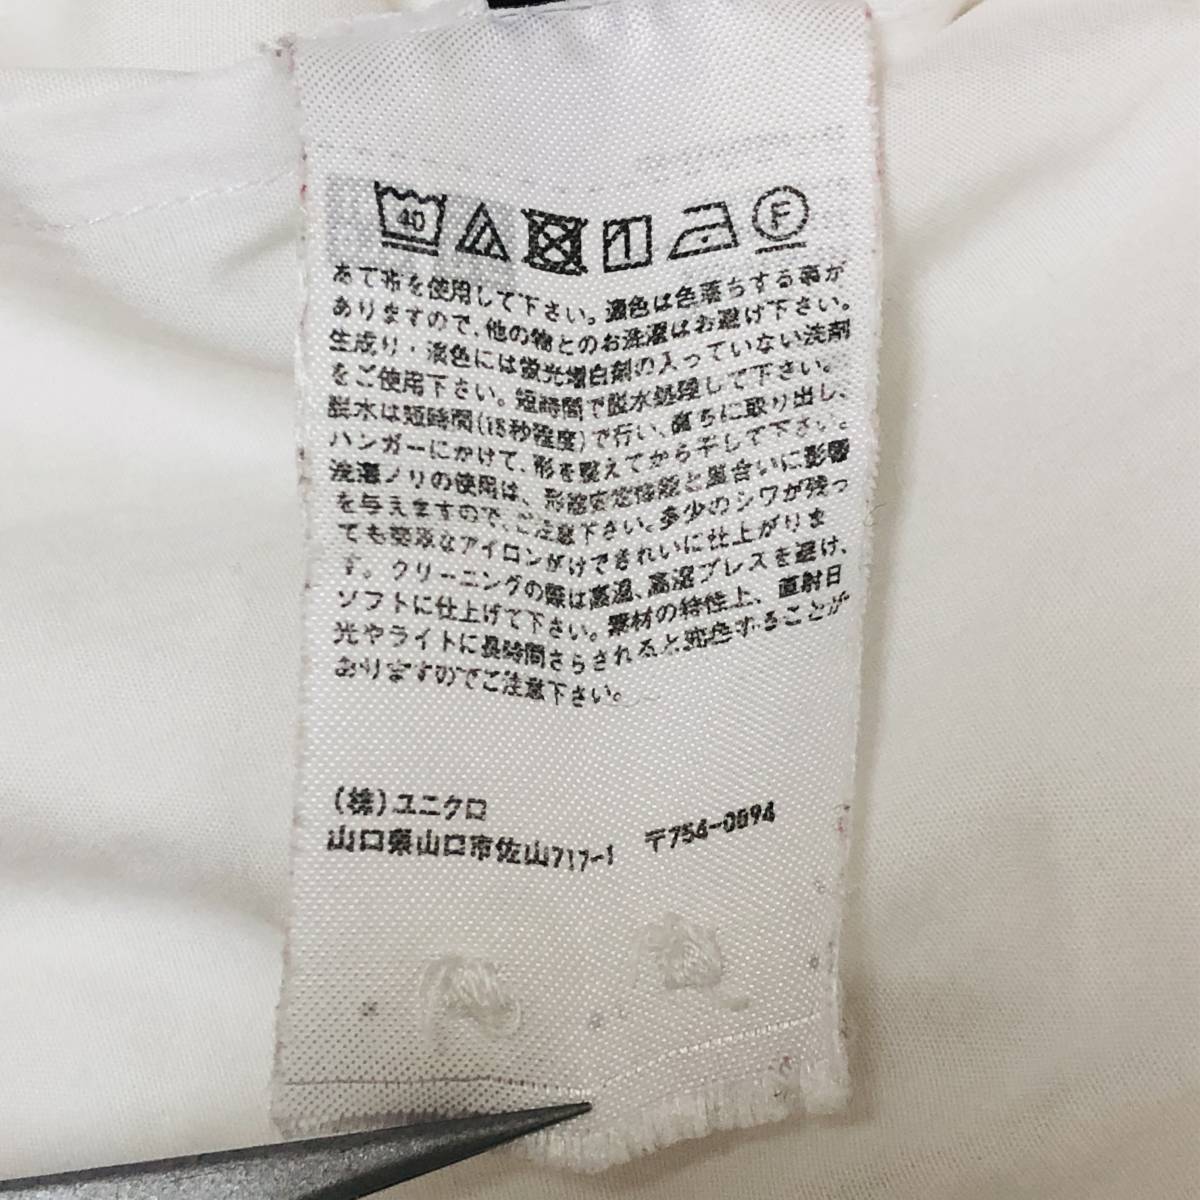 40 F
あて布を使用して下さい。濃色は色落ちする事が
ありますので、他の物とのお洗濯はお避け下さい。
生成り・淡色には蛍光増白剤の入っていない洗剤
をご使用下さい。短時間で脱水処理して下さい。
脱水は短時間(15秒程度)で行い、直ちに取り出し、
ハンガーにかけて、形を整えてから干して下さい。
洗濯ノリの使用は、形態安定機能と風合いに影響
を与えますので、ご注意下さい。多少のシワが残っ
ても簡単なアイロンがけできれいに仕上がりま
す。クリーニングの際は高温、高湿プレスを避け、
ソフトに仕上げて下さい。素材の特性上、直射日
光やライトに長時間さらされると変色することが
おりますのでご注意下さい。
(株)ユニクロ
山口県山口市佐山717-1 〒754-0894